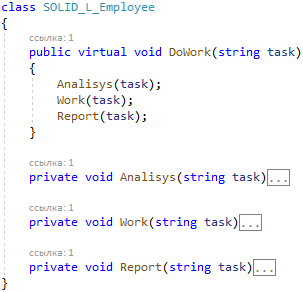 class SOLID_L_Employee
{
ссылка: 1
public virtual void DoWork(string task)
{
Analisys(task);
Work(task);
Report(task);
}
ссылка: 1
private void Analisys(string task)...
ссылка: 1
private void Work(string task)...
ссылка: 1
private void Report(string task)...
}